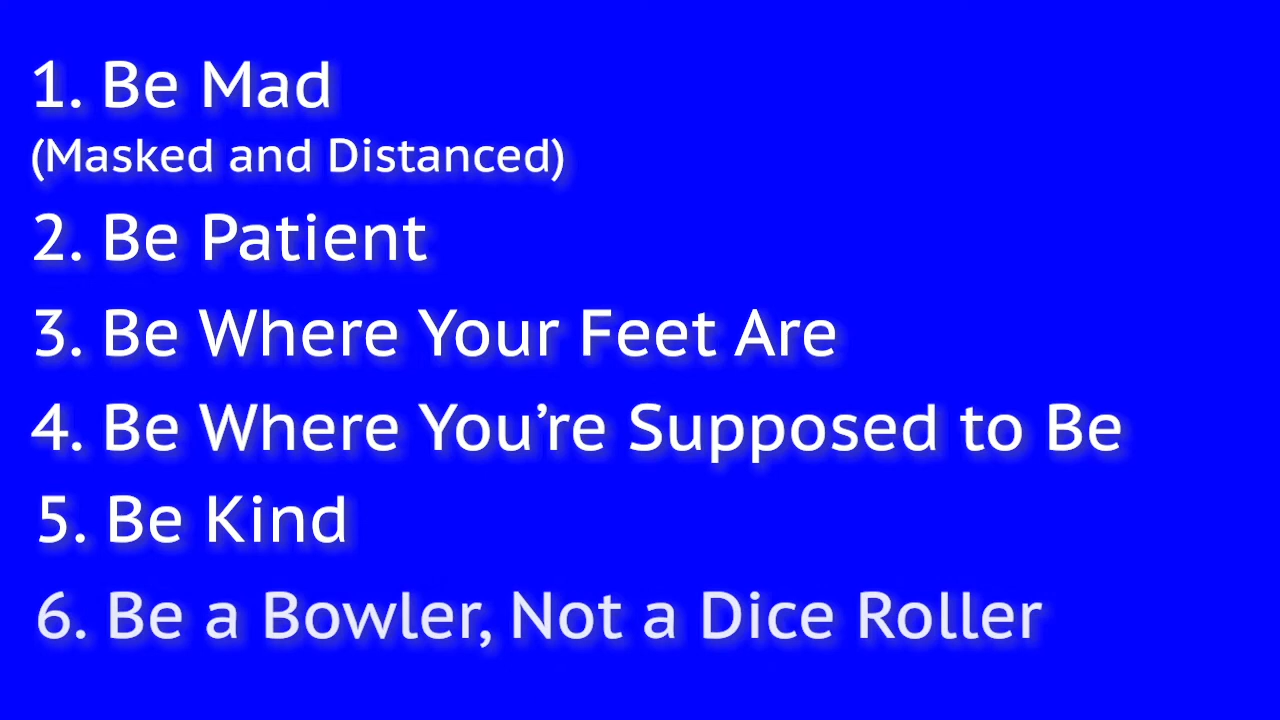 1. Be Mad
(Masked and Distanced)
2. Be Patient
3. Be Where Your Feet Are
4. Be Where You’re Supposed to Be
5. Be Kind
6. Be a Bowler, Not a Dice Roller